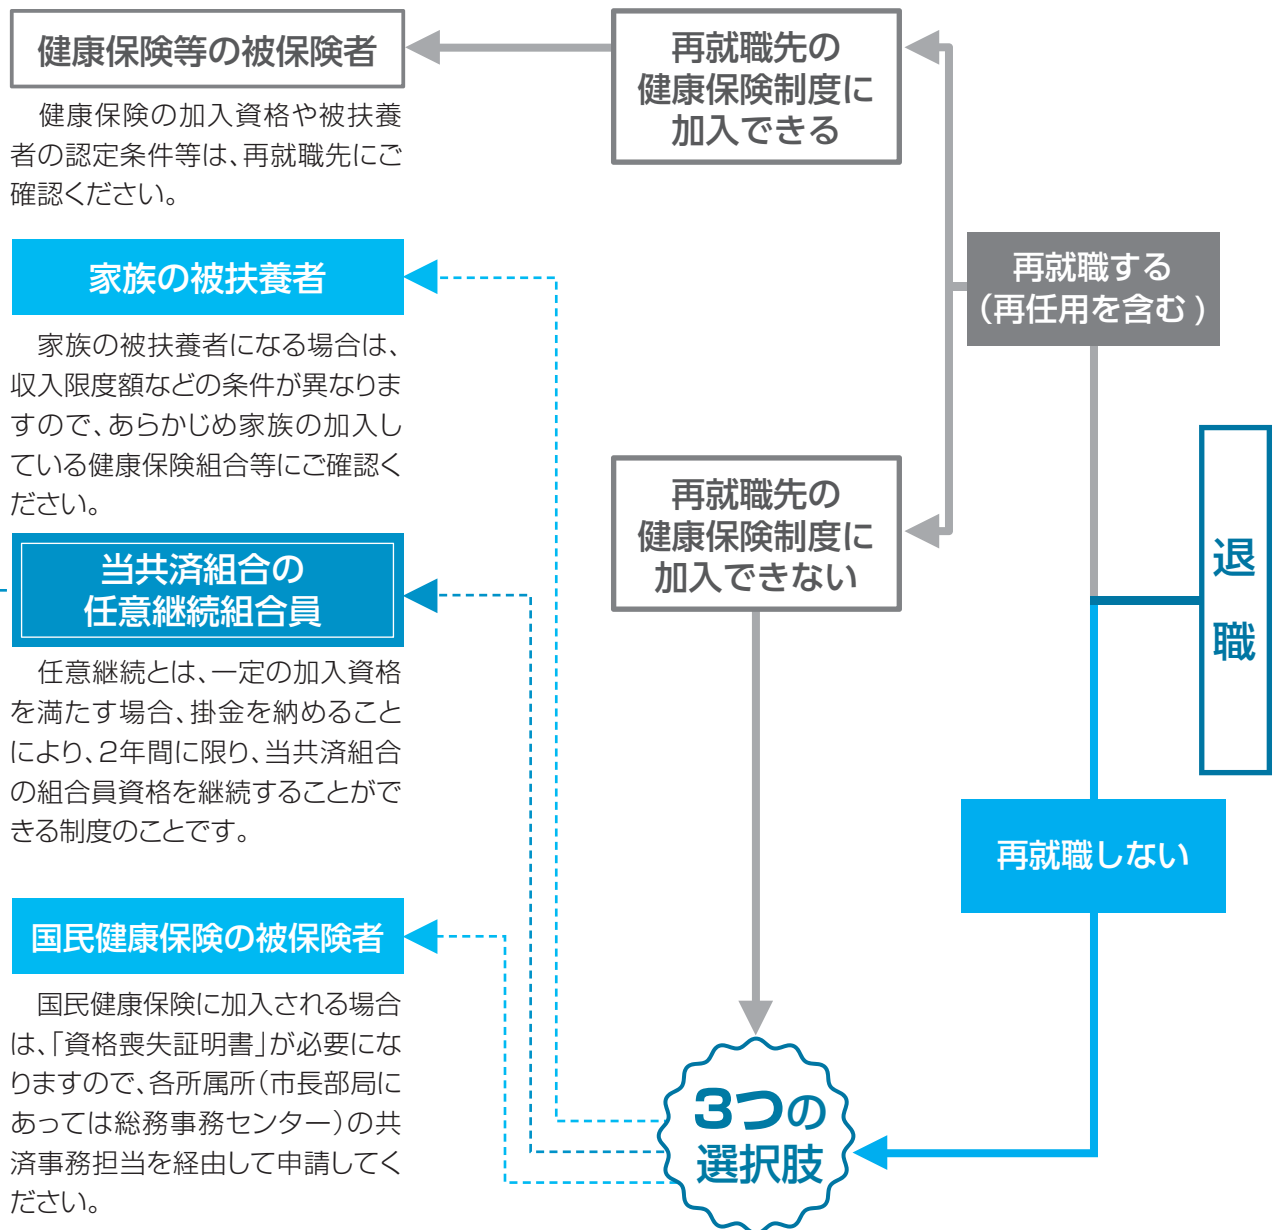 退職
再就職する
（再任用を含む）
再就職先の
健康保険制度に
加入できる
健康保険等の被保険者
健康保険の加入資格や被扶養
者の認定条件等は、再就職先にご
確認ください。
再就職先の
健康保険制度に
加入できない
再就職しない
3つの
選択肢
家族の被扶養者
家族の被扶養者になる場合は、
収入限度額などの条件が異なりま
すので、あらかじめ家族の加入し
ている健康保険組合等にご確認く
ださい。
当共済組合の
任意継続組合員
任意継続とは、一定の加入資格
を満たす場合、掛金を納めること
により、2年間に限り、当共済組合
の組合員資格を継続することがで
きる制度のことです。
国民健康保険の被保険者
国民健康保険に加入される場合
は、「資格喪失証明書」が必要にな
りますので、各所属所（市長部局に
あっては総務事務センター）の共
済事務担当を経由して申請してく
ださい。